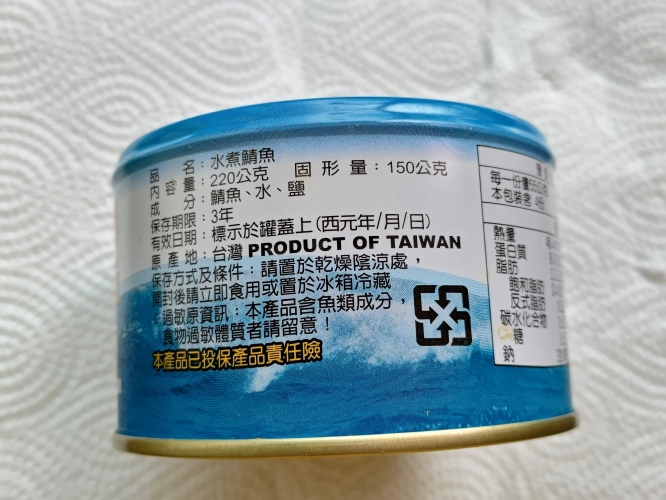 品 名：水煮鯖魚
內 容 量：220公克 固 形 量：150公克
成 分：鯖魚、水、鹽
保存期限：3年
有效日期：標示於罐蓋上(西元年/月/日)
原 產 地：台灣 PRODUCT OF TAIWAN
保存方式及條件：請置於乾燥陰涼處，
開封後請立即食用或置於冰箱冷藏
過敏原資訊：本產品含魚類成分，
食物過敏體質者請留意！
本產品已投保產品責任險
每一份量55公
本包裝含 4份
熱量
蛋白質
脂肪
飽和脂肪
反式脂肪
碳水化合物
糖
鈉